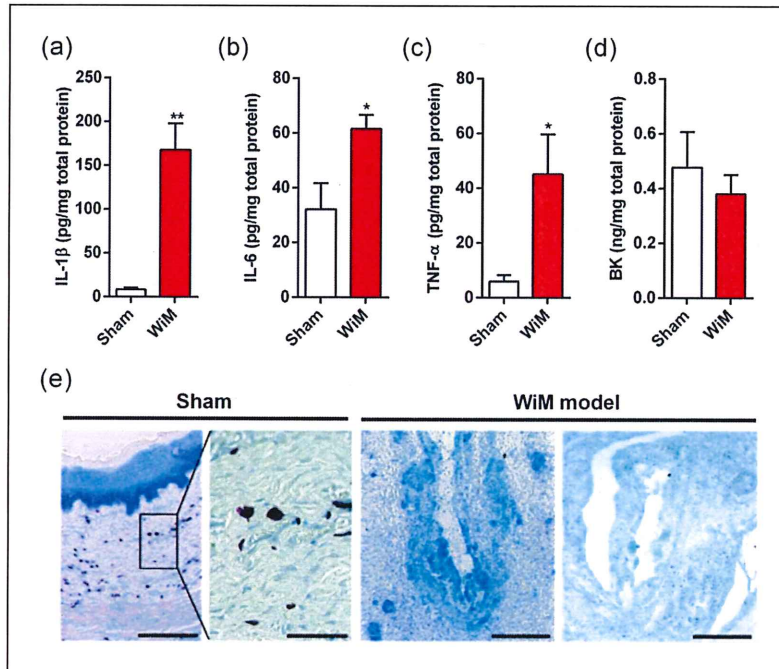 (a)
IL-1β (pg/mg total protein)
250
200
150
100
50
0
**
Sham
WiM
(b)
IL-6 (pg/mg total protein)
80
60
40
20
0
*
Sham
WiM
(c)
TNF-α (pg/mg total protein)
80
60
40
20
0
*
Sham
WiM
(d)
BK (ng/mg total protein)
0.8
0.6
0.4
0.2
0.0
Sham
WiM
(e)
Sham
WiM model